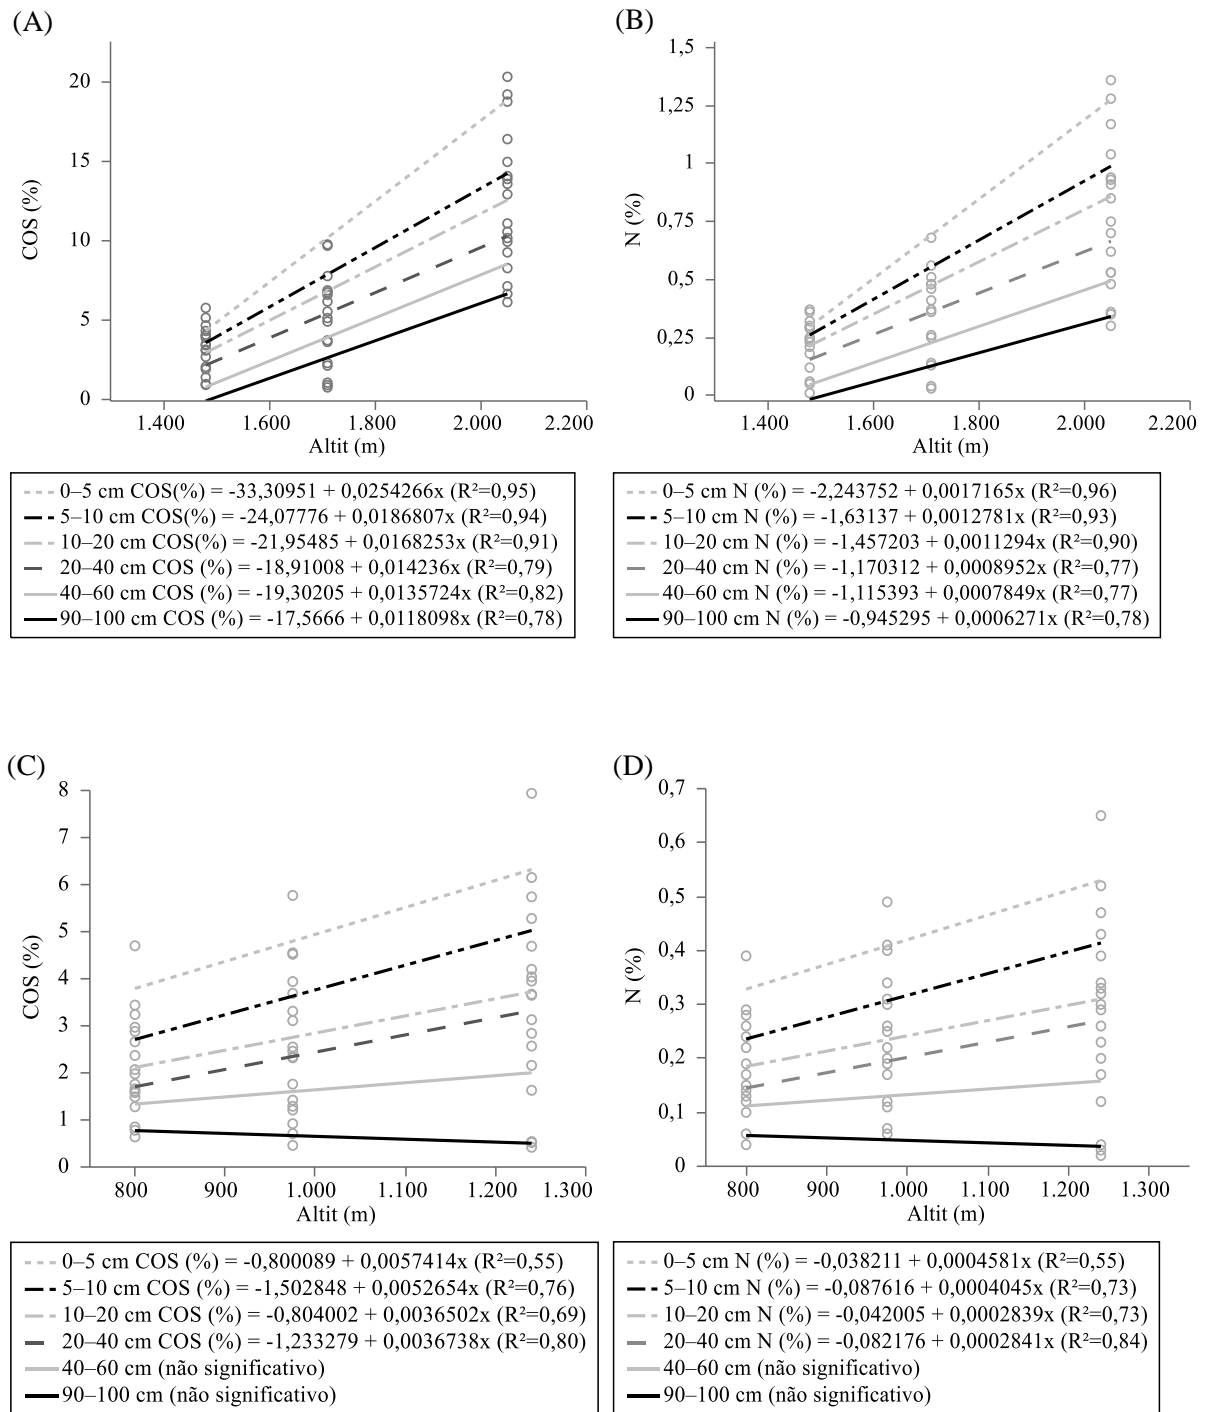 (A)
COS (%)
20
15
10
5
0
1.400 1.600 1.800 2.000 2.200
Altit (m)
0–5 cm COS(%) = -33,30951 + 0,0254266x (R²=0,95)
5–10 cm COS(%) = -24,07776 + 0,0186807x (R²=0,94)
10–20 cm COS(%) = -21,95485 + 0,0168253x (R²=0,91)
20–40 cm COS (%) = -18,91008 + 0,014236x (R²=0,79)
40–60 cm COS (%) = -19,30205 + 0,0135724x (R²=0,82)
90–100 cm COS (%) = -17,5666 + 0,0118098x (R²=0,78)
(B)
N (%)
1,5
1,25
1
0,75
0,5
0,25
0
1.400 1.600 1.800 2.000 2.200
Altit (m)
0–5 cm N (%) = -2,243752 + 0,0017165x (R²=0,96)
5–10 cm N (%) = -1,63137 + 0,0012781x (R²=0,93)
10–20 cm N (%) = -1,457203 + 0,0011294x (R²=0,90)
20–40 cm N (%) = -1,170312 + 0,0008952x (R²=0,77)
40–60 cm N (%) = -1,115393 + 0,0007849x (R²=0,77)
90–100 cm N (%) = -0,945295 + 0,0006271x (R²=0,78)
(C)
COS (%)
8
7
6
5
4
3
2
1
0
800 900 1.000 1.100 1.200 1.300
Altit (m)
0–5 cm COS (%) = -0,800089 + 0,0057414x (R²=0,55)
5–10 cm COS (%) = -1,502848 + 0,0052654x (R²=0,76)
10–20 cm COS (%) = -0,804002 + 0,0036502x (R²=0,69)
20–40 cm COS (%) = -1,233279 + 0,0036738x (R²=0,80)
40–60 cm (não significativo)
90–100 cm (não significativo)
(D)
N (%)
0,7
0,6
0,5
0,4
0,3
0,2
0,1
0
800 900 1.000 1.200 1.300
Altit (m)
0–5 cm N (%) = -0,038211 + 0,0004581x (R²=0,55)
5–10 cm N (%) = -0,087616 + 0,0004045x (R²=0,73)
10–20 cm N (%) = -0,042005 + 0,0002839x (R²=0,73)
20–40 cm N (%) = -0,082176 + 0,0002841x (R²=0,84)
40–60 cm (não significativo)
90–100 cm (não significativo)